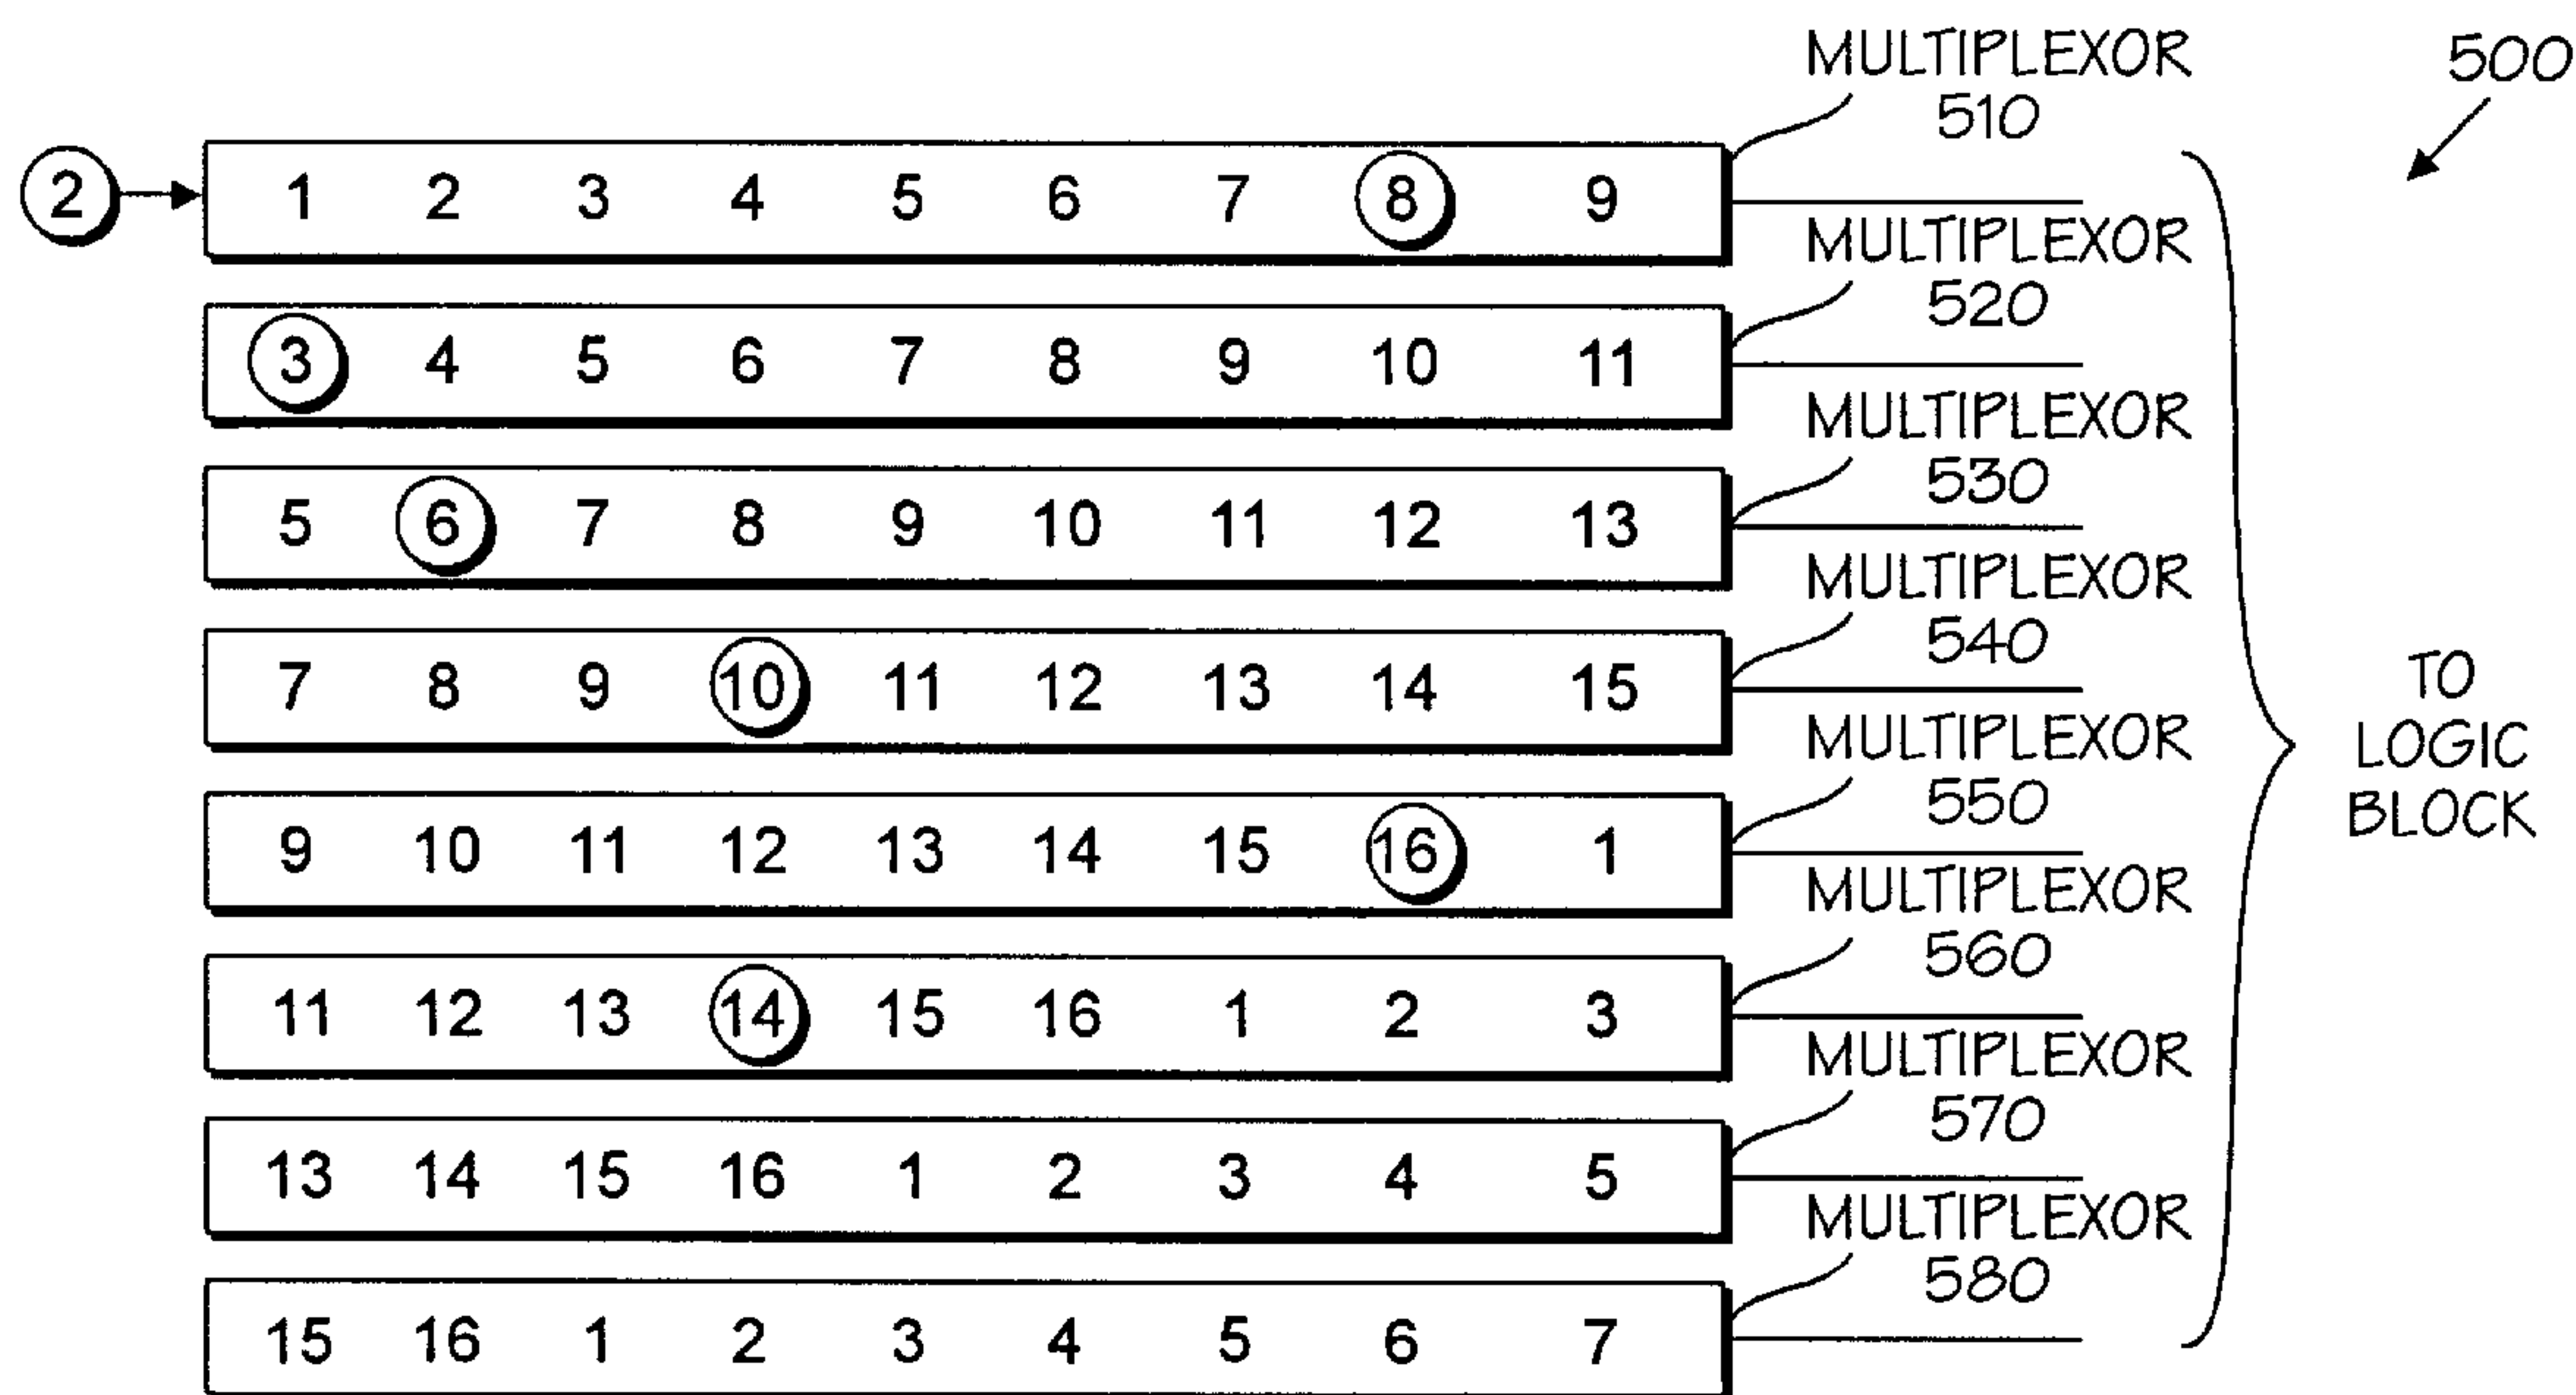 MULTIPLEXOR
510
500
2 1 2 3 4 5 6 7 8 9
MULTIPLEXOR
520
3 4 5 6 7 8 9 10 11
MULTIPLEXOR
530
5 6 7 8 9 10 11 12 13
MULTIPLEXOR
540
7 8 9 10 11 12 13 14 15
MULTIPLEXOR
550
9 10 11 12 13 14 15 16 1
MULTIPLEXOR
560
11 12 13 14 15 16 1 2 3
MULTIPLEXOR
570
13 14 15 16 1 2 3 4 5
MULTIPLEXOR
580
15 16 1 2 3 4 5 6 7
TO
LOGIC
BLOCK